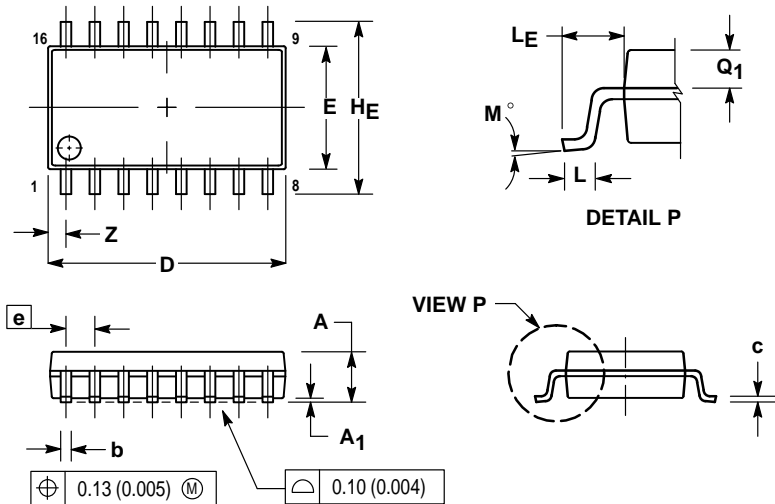 16
9
E
HE
1
8
Z
D
LE
Q1
M°
L
DETAIL P
e
A
A1
b
⌖ 0.13 (0.005) Ⓜ
⌓ 0.10 (0.004)
VIEW P
c